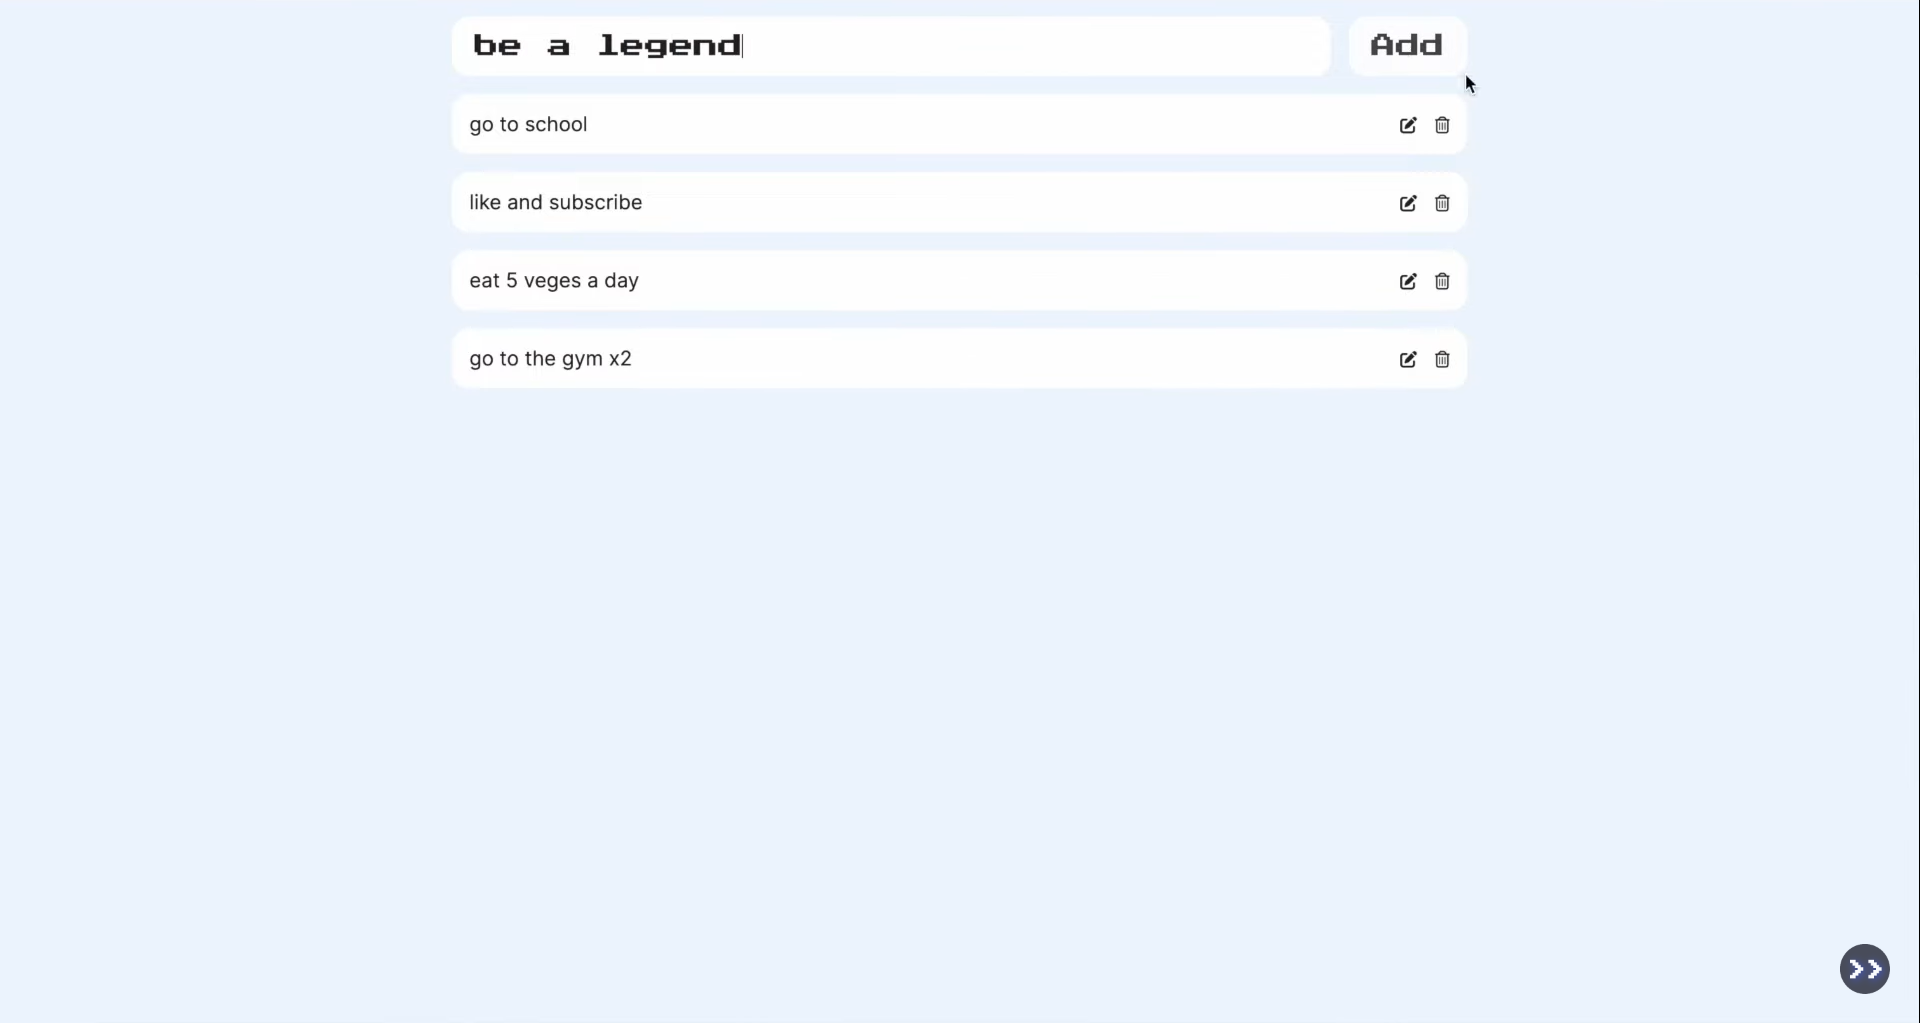 be a legend
Add
go to school
like and subscribe
eat 5 veges a day
go to the gym x2